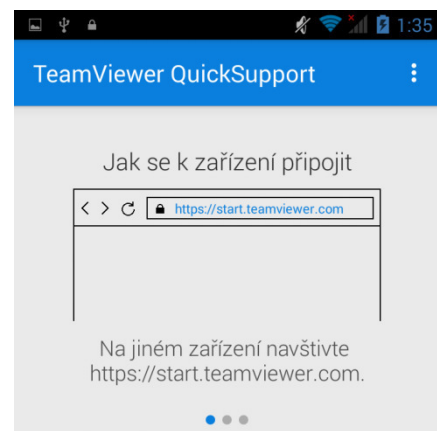 1:35
TeamViewer QuickSupport
Jak se k zařízení připojit
https://start.teamviewer.com
Na jiném zařízení navštivte
https://start.teamviewer.com.